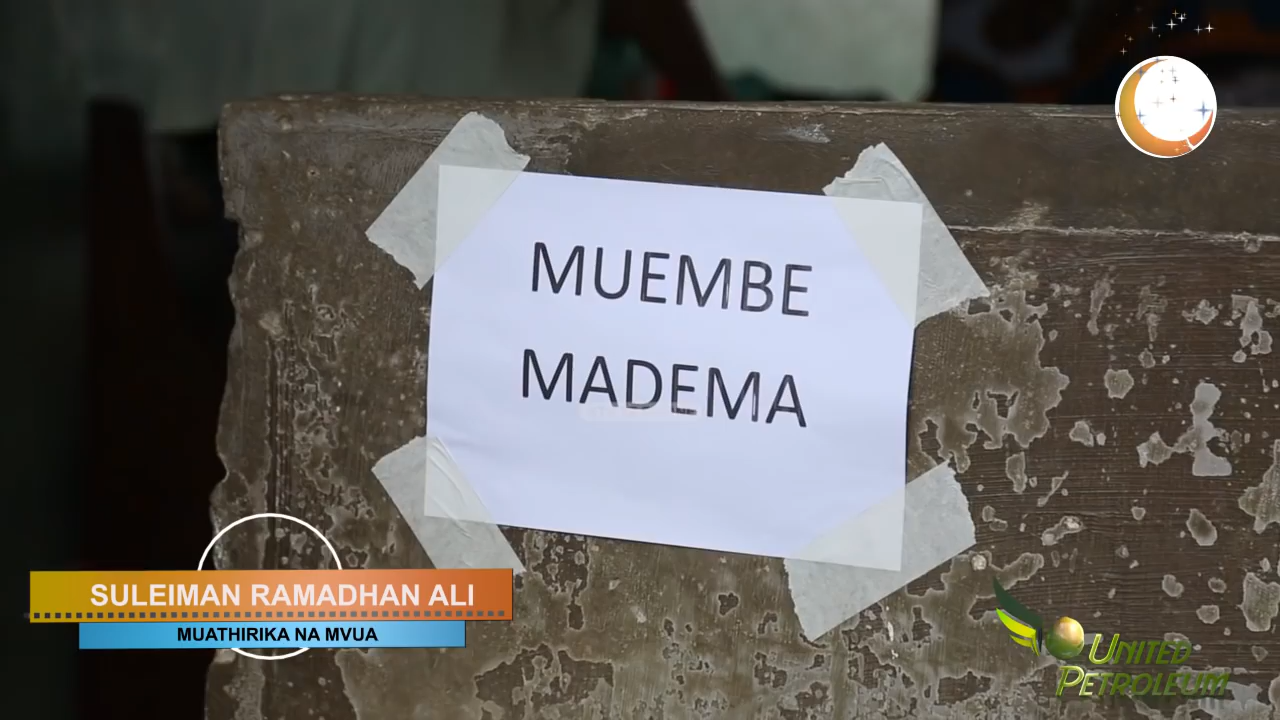 MUEMBE
MADEMA
SULEIMAN RAMADHAN ALI
MUATHIRIKA NA MVUA
UNITED
PETROLEUM